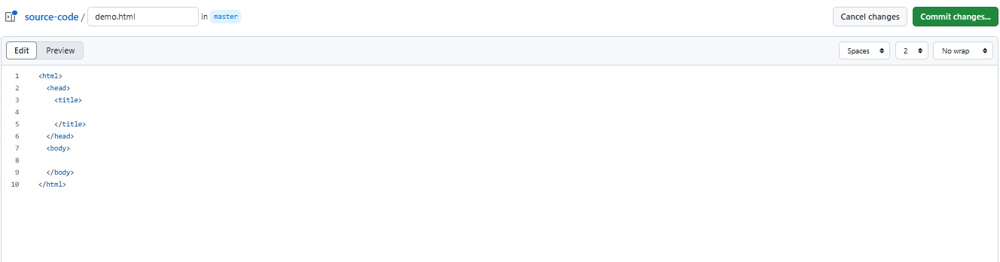 source-code / demo.html in master Cancel changes Commit changes...
Edit Preview Spaces 2 No wrap
1 <html>
2 <head>
3 <title>
4
5 </title>
6 </head>
7 <body>
8
9 </body>
10 </html>